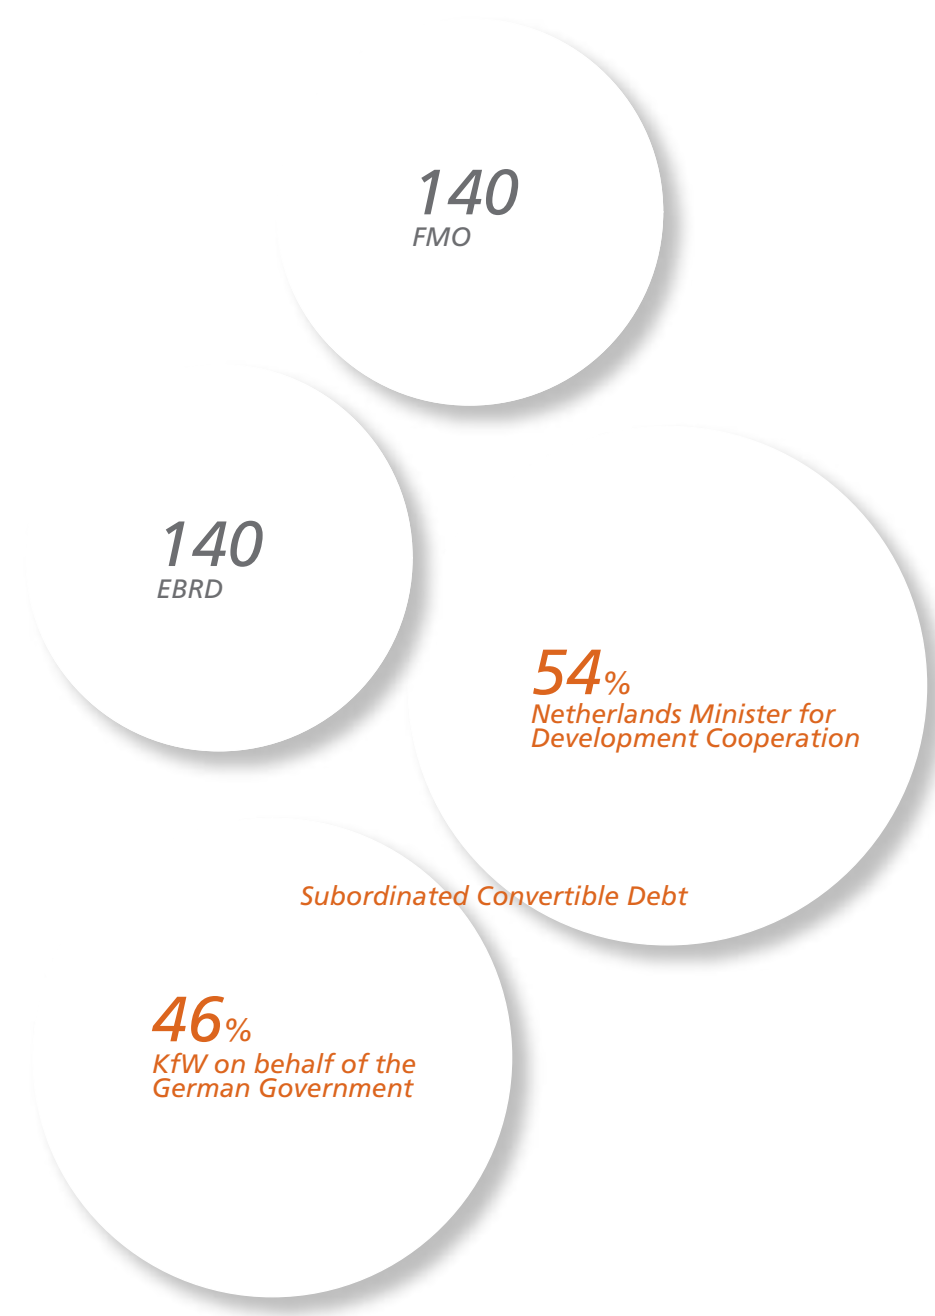 140
FMO
140
EBRD
54%
Netherlands Minister for
Development Cooperation
Subordinated Convertible Debt
46%
KfW on behalf of the
German Government